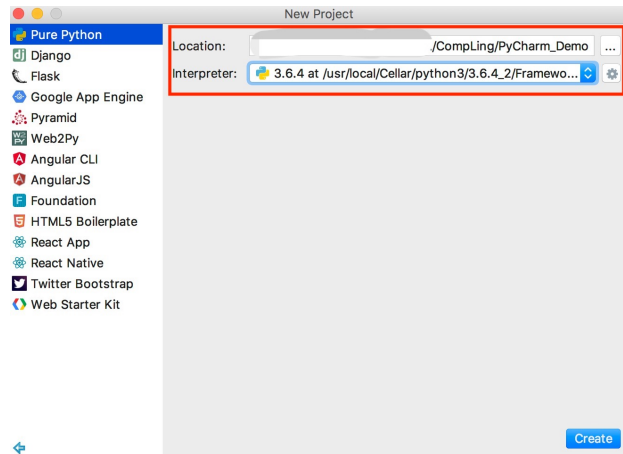 New Project
Pure Python
Django
Flask
Google App Engine
Pyramid
Web2Py
Angular CLI
AngularJS
Foundation
HTML5 Boilerplate
React App
React Native
Twitter Bootstrap
Web Starter Kit
Location: /CompLing/PyCharm_Demo ...
Interpreter: 3.6.4 at /usr/local/Cellar/python3/3.6.4_2/Framewo...
Create